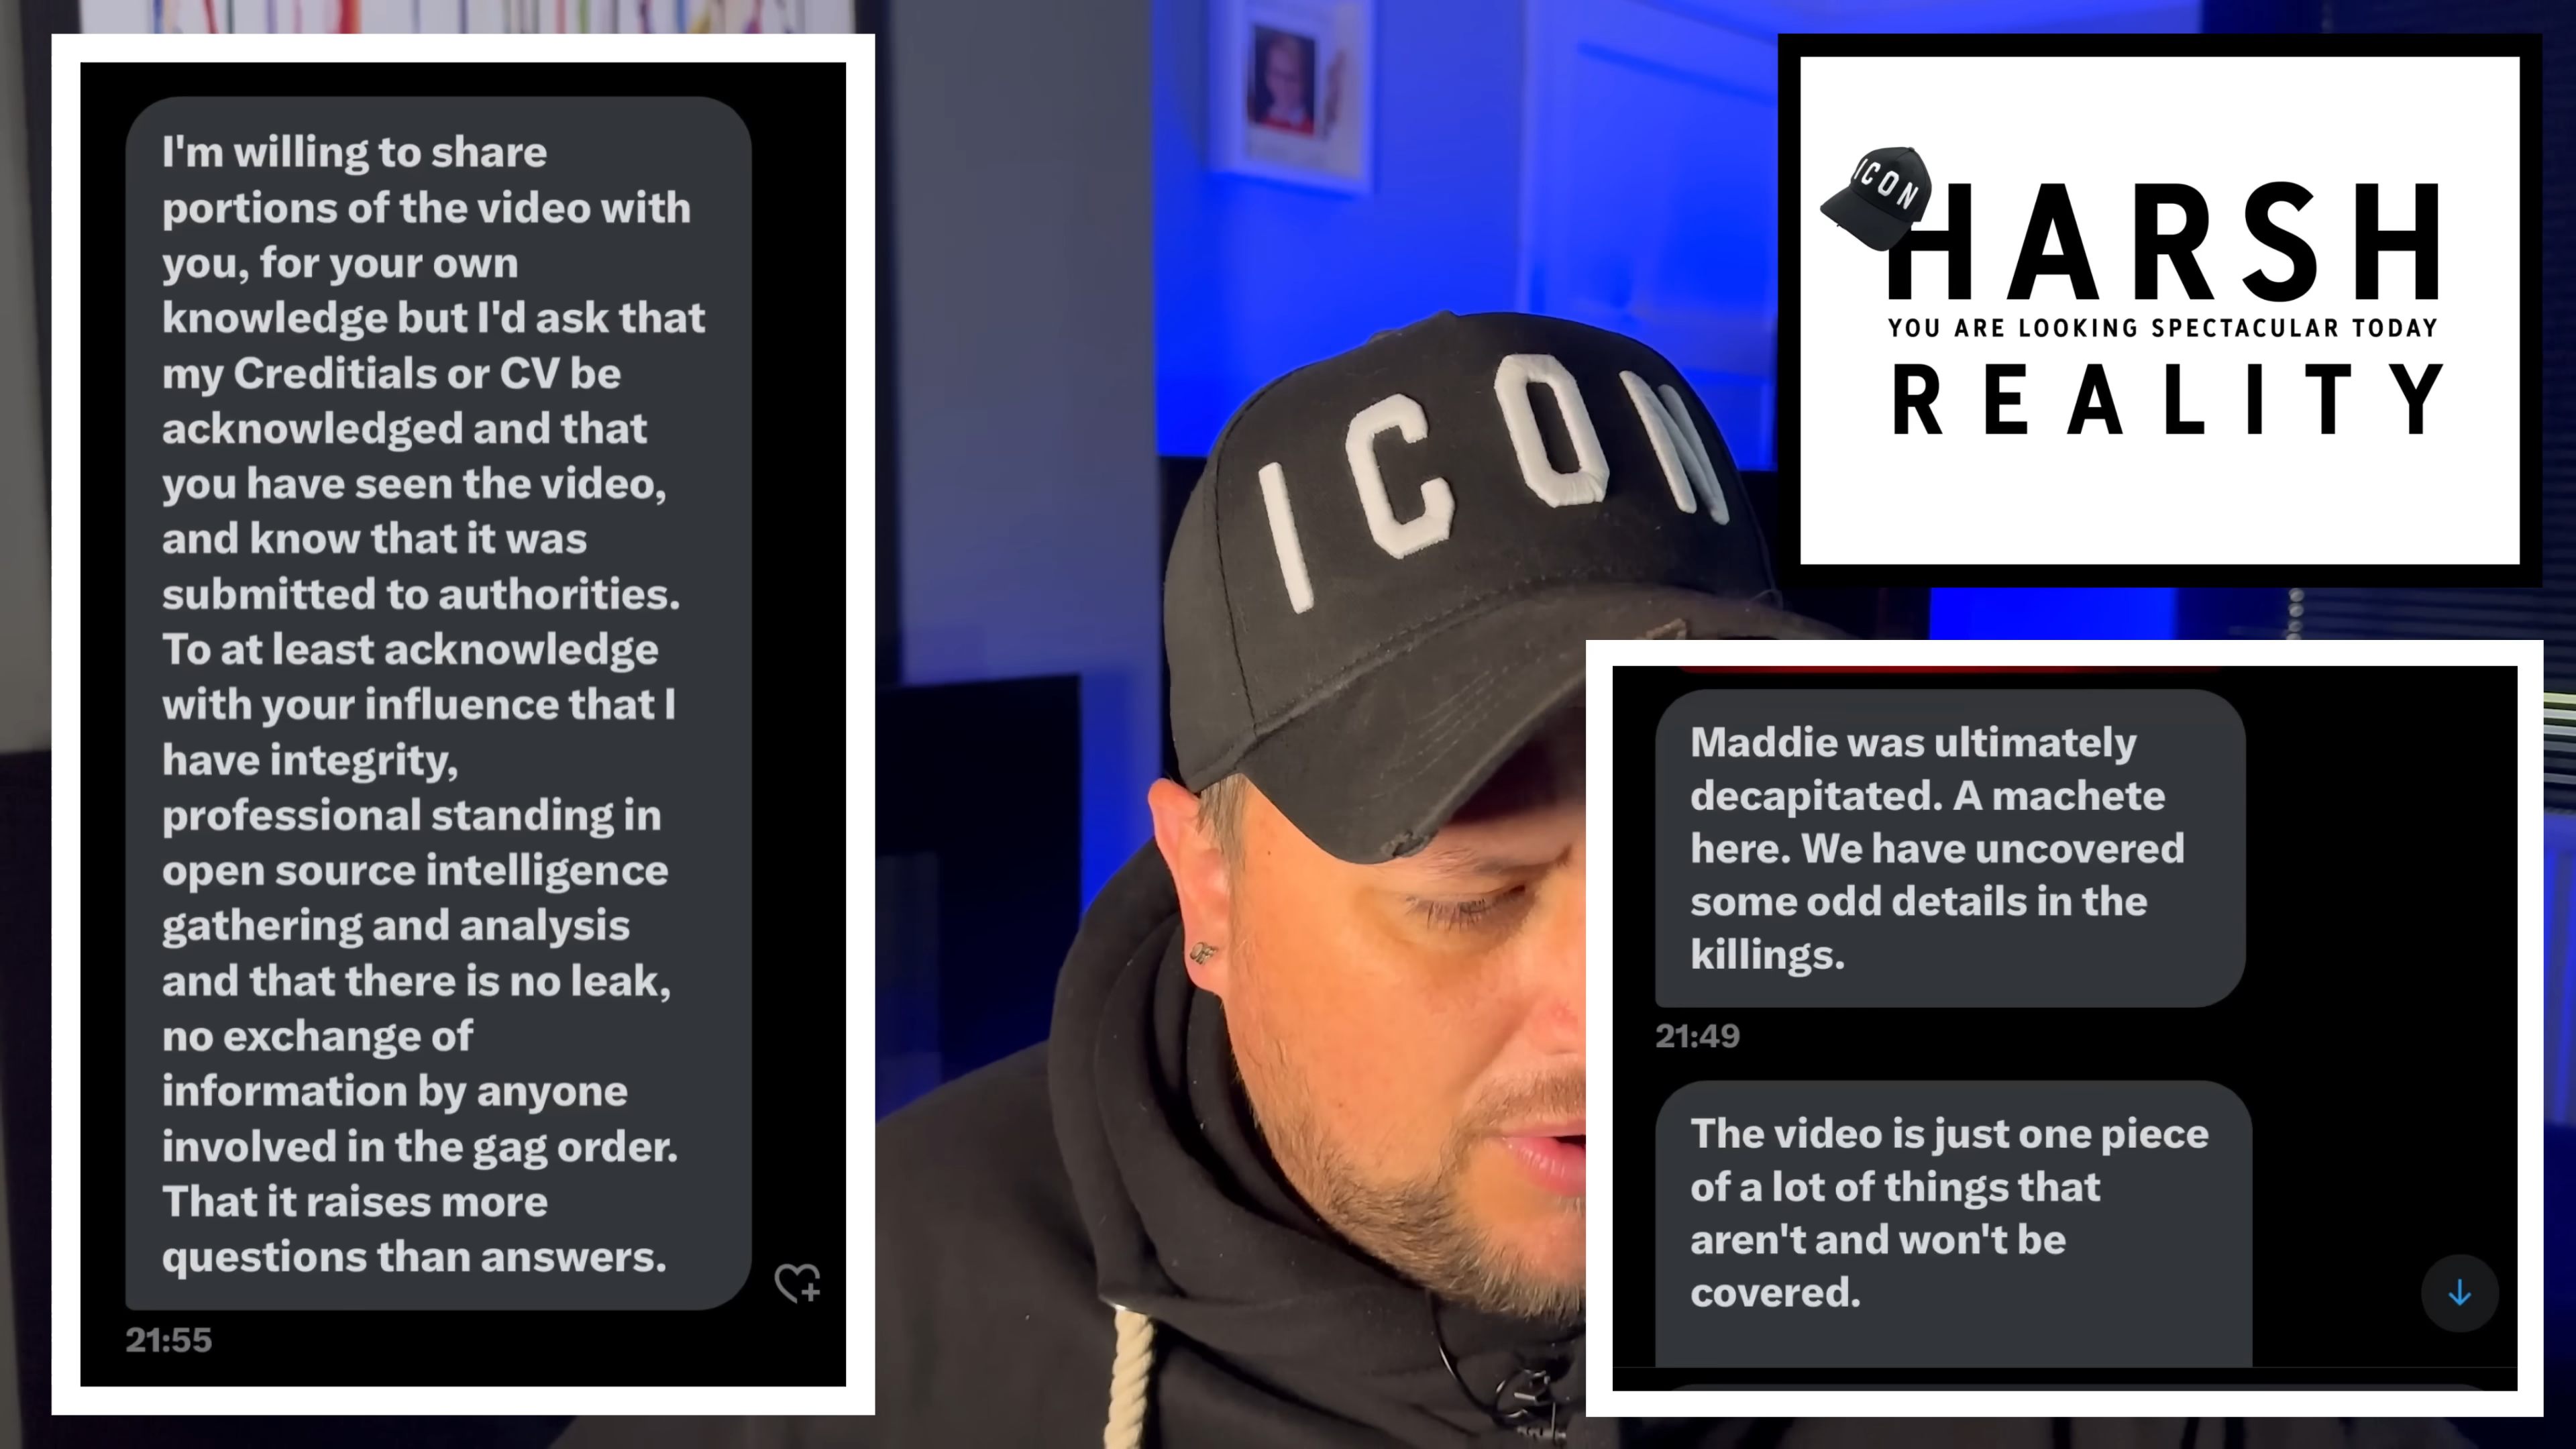 I'm willing to share
portions of the video with
you, for your own
knowledge but I'd ask that
my Creditials or CV be
acknowledged and that
you have seen the video,
and know that it was
submitted to authorities.
To at least acknowledge
with your influence that I
have integrity,
professional standing in
open source intelligence
gathering and analysis
and that there is no leak,
no exchange of
information by anyone
involved in the gag order.
That it raises more
questions than answers.
21:55
ICON
ICON
HARSH
YOU ARE LOOKING SPECTACULAR TODAY
REALITY
Maddie was ultimately
decapitated. A machete
here. We have uncovered
some odd details in the
killings.
21:49
The video is just one piece
of a lot of things that
aren't and won't be
covered.